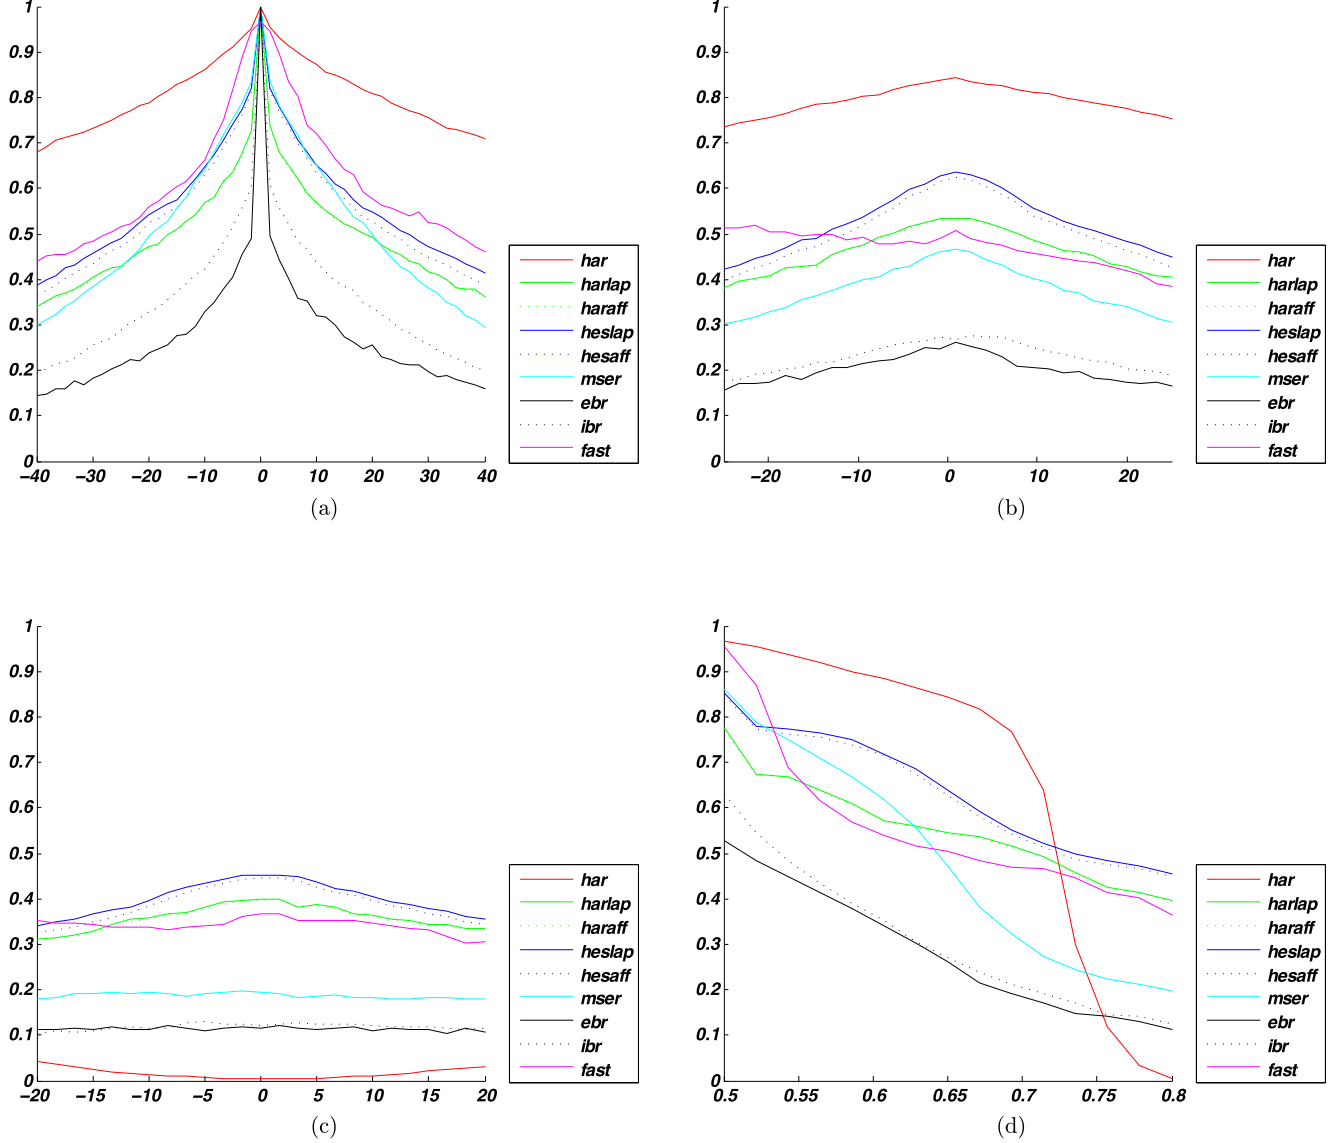 1
0.9
0.8
0.7
0.6
0.5
0.4
0.3
0.2
0.1
0
−40 −30 −20 −10 0 10 20 30 40
har
harlap
haraff
heslap
hesaff
mser
ebr
ibr
fast
(a)
1
0.9
0.8
0.7
0.6
0.5
0.4
0.3
0.2
0.1
0
−20 −10 0 10 20
har
harlap
haraff
heslap
hesaff
mser
ebr
ibr
fast
(b)
1
0.9
0.8
0.7
0.6
0.5
0.4
0.3
0.2
0.1
0
−20 −15 −10 −5 0 5 10 15 20
har
harlap
haraff
heslap
hesaff
mser
ebr
ibr
fast
(c)
1
0.9
0.8
0.7
0.6
0.5
0.4
0.3
0.2
0.1
0
0.5 0.55 0.6 0.65 0.7 0.75 0.8
har
harlap
haraff
heslap
hesaff
mser
ebr
ibr
fast
(d)